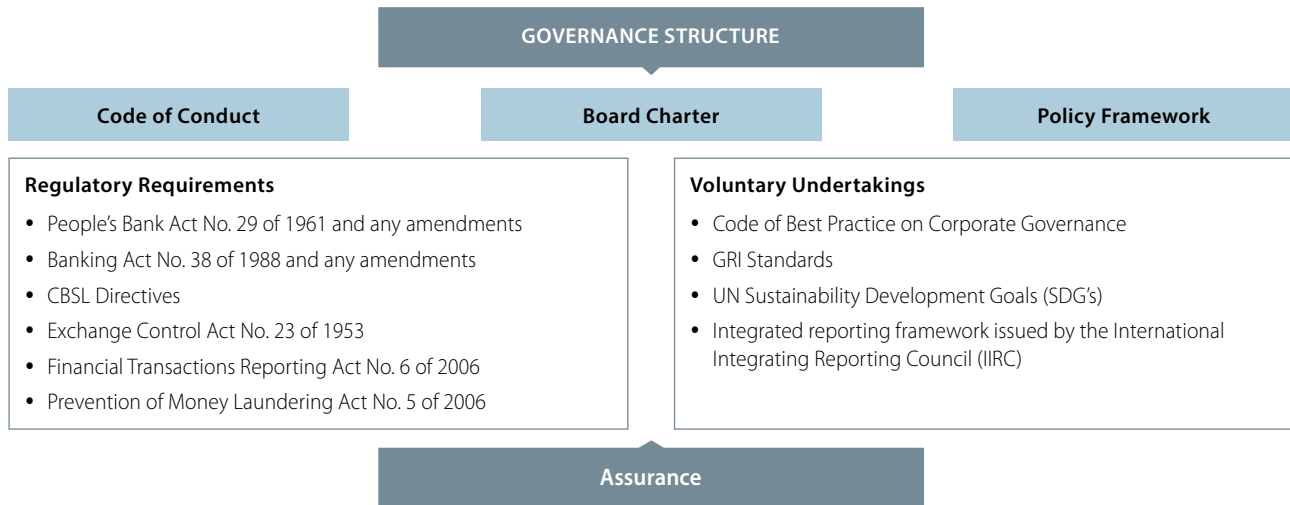 GOVERNANCE STRUCTURE
Code of Conduct
Board Charter
Policy Framework
Regulatory Requirements
• People’s Bank Act No. 29 of 1961 and any amendments
• Banking Act No. 38 of 1988 and any amendments
• CBSL Directives
• Exchange Control Act No. 23 of 1953
• Financial Transactions Reporting Act No. 6 of 2006
• Prevention of Money Laundering Act No. 5 of 2006
Voluntary Undertakings
• Code of Best Practice on Corporate Governance
• GRI Standards
• UN Sustainability Development Goals (SDG’s)
• Integrated reporting framework issued by the International
Integrating Reporting Council (IIRC)
Assurance